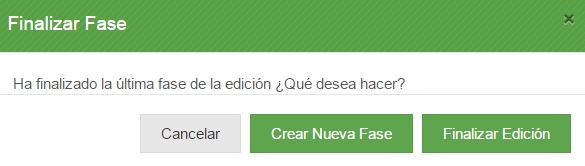 Finalizar Fase
×
Ha finalizado la última fase de la edición ¿Qué desea hacer?
Cancelar Crear Nueva Fase Finalizar Edición